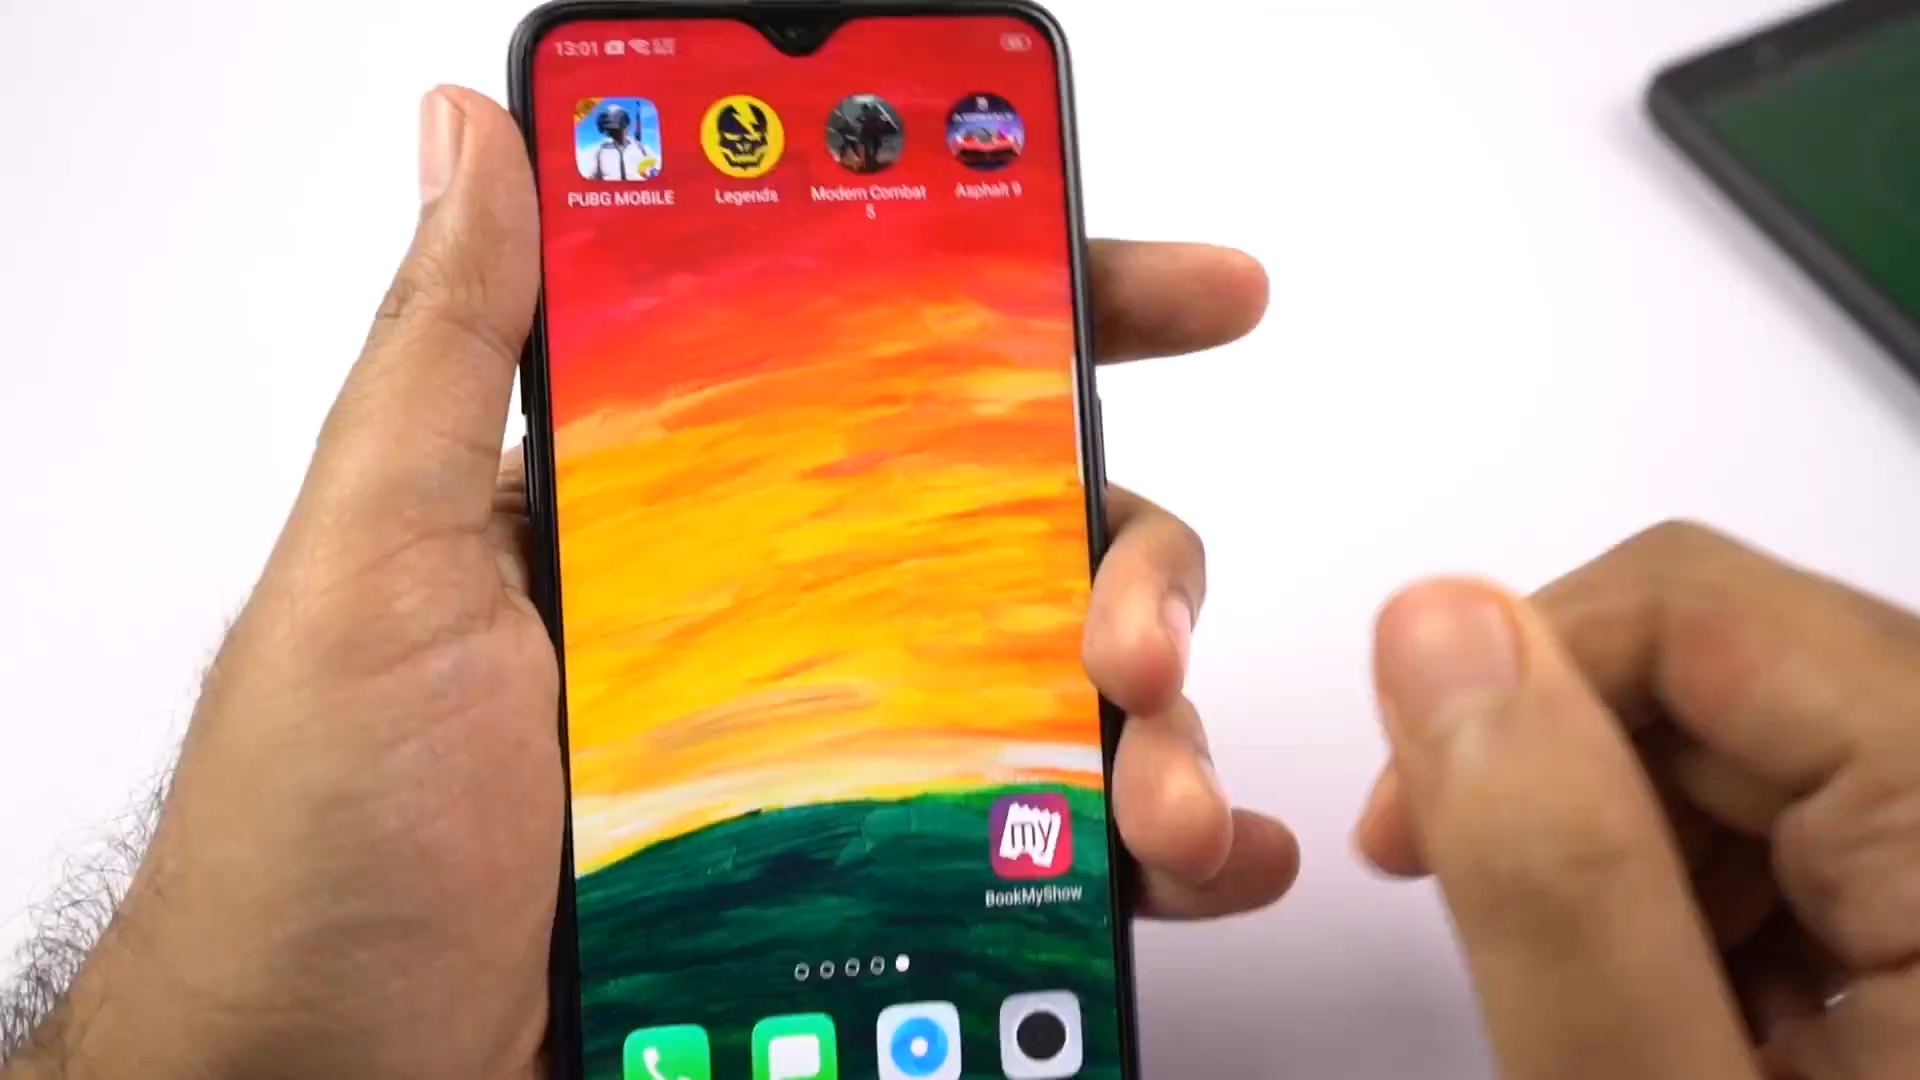 13:01
PUBG MOBILE
Legends
Modern Combat
5
Asphalt 9
my
BookMyShow